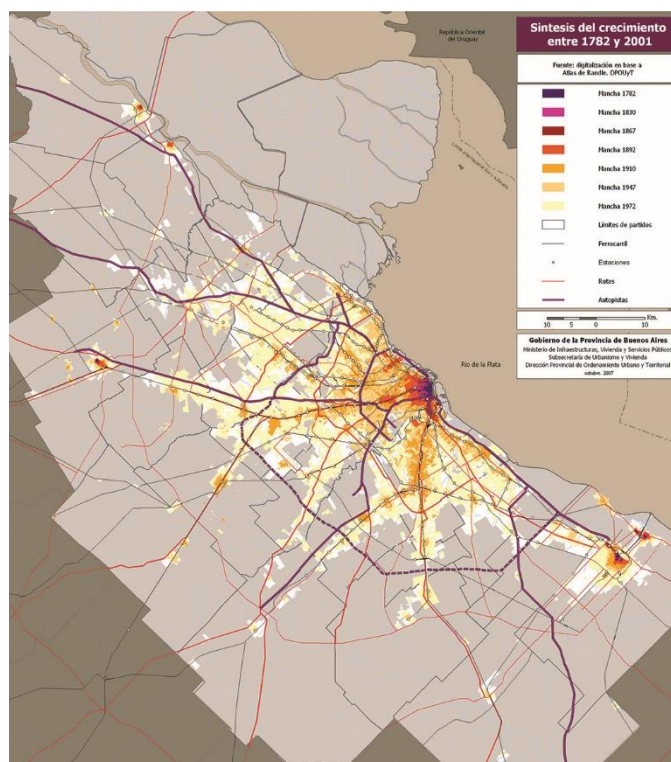 República Oriental
del Uruguay
Síntesis del crecimiento
entre 1782 y 2001
Fuente: digitalización en base a
Atlas de Randle. DPOUyT
Mancha 1782
Mancha 1830
Mancha 1867
Mancha 1892
Mancha 1910
Mancha 1947
Mancha 1972
Límites de partidos
Ferrocarril
Estaciones
Rutas
Autopistas
Km.
10 5 0 10
Gobierno de la Provincia de Buenos Aires
Ministerio de Infraestructuras, Vivienda y Servicios Públicos
Subsecretaría de Urbanismo y Vivienda
Dirección Provincial de Ordenamiento Urbano y Territorial
octubre. 2007
Río de la Plata